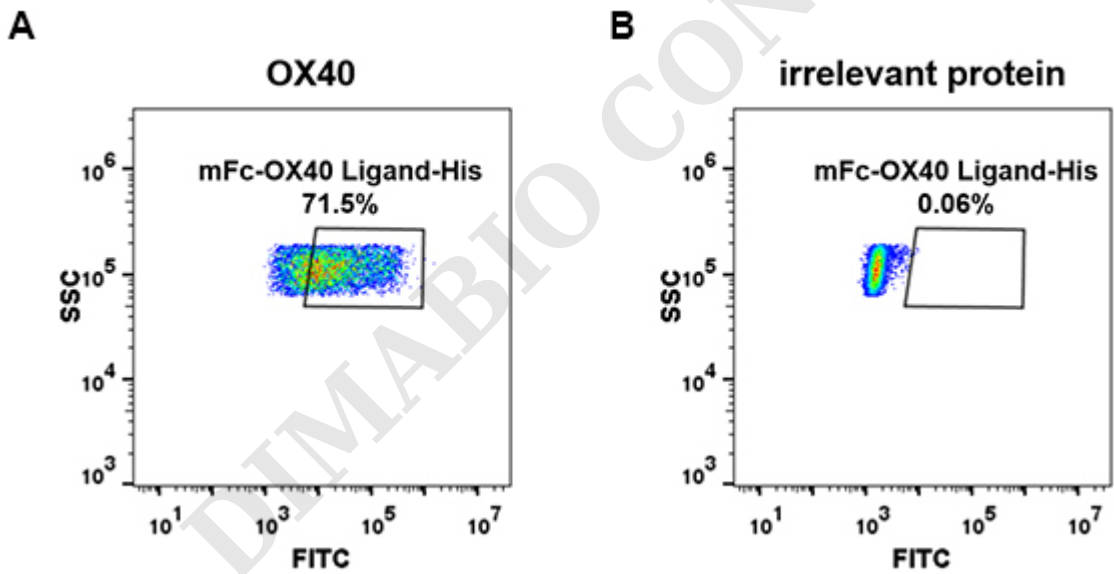 A
B
OX40
irrelevant protein
mFc-OX40 Ligand-His
71.5%
mFc-OX40 Ligand-His
0.06%
SSC
10^6
10^5
10^4
10^3
10^1
10^3
10^5
10^7
FITC
SSC
10^6
10^5
10^4
10^3
10^1
10^3
10^5
10^7
FITC
DIMABIO CON